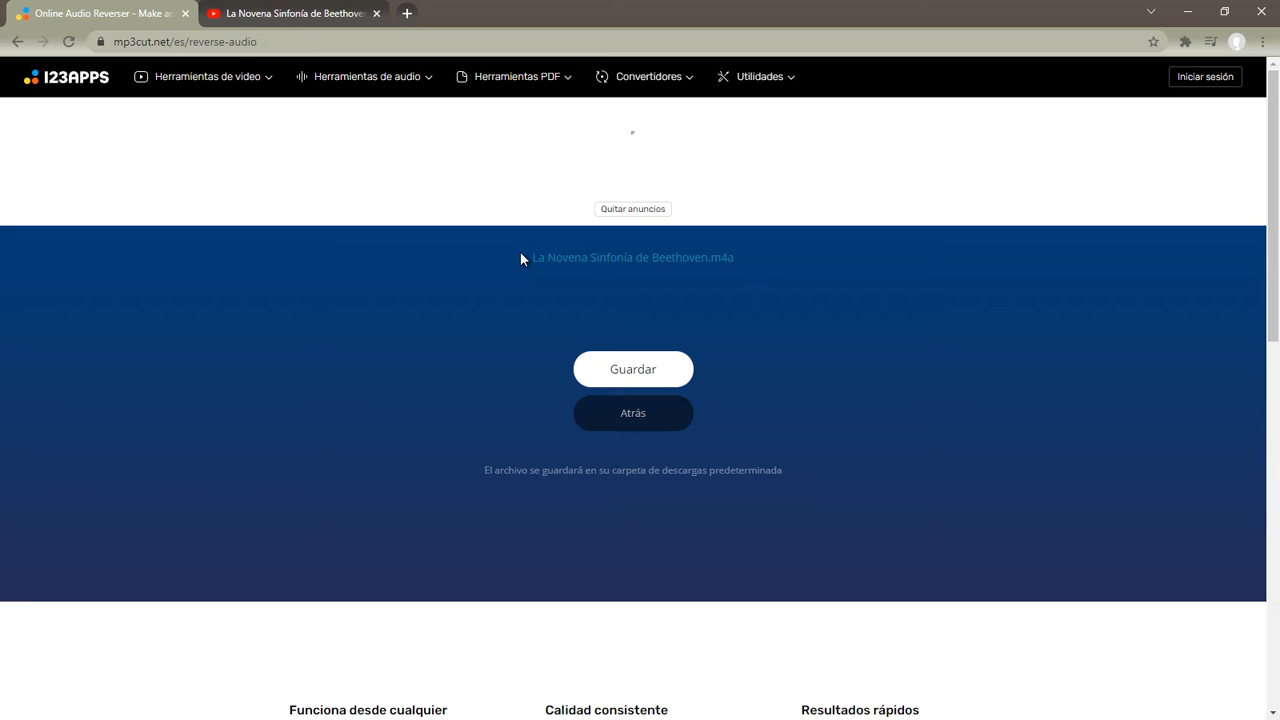 Online Audio Reverser - Make an
La Novena Sinfonía de Beethoven
mp3cut.net/es/reverse-audio
123APPS
Herramientas de video
Herramientas de audio
Herramientas PDF
Convertidores
Utilidades
Iniciar sesión
Quitar anuncios
La Novena Sinfonía de Beethoven.m4a
Guardar
Atrás
El archivo se guardará en su carpeta de descargas predeterminada
Funciona desde cualquier
Calidad consistente
Resultados rápidos